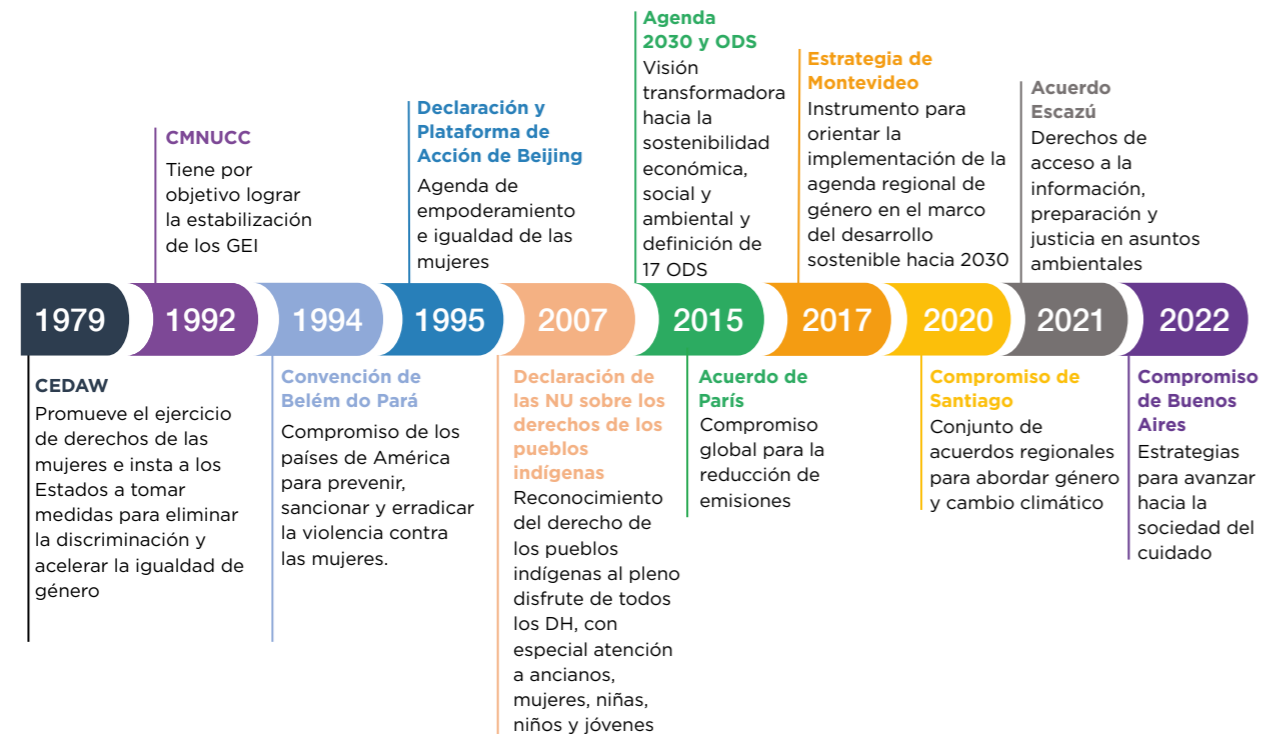 Agenda
2030 y ODS
Visión
transformadora
hacia la
sostenibilidad
económica,
social y
ambiental y
definición de
17 ODS
Estrategia de
Montevideo
Instrumento para
orientar la
implementación de la
agenda regional de
género en el marco
del desarrollo
sostenible hacia 2030
Acuerdo
Escazú
Derechos de
acceso a la
información,
preparación y
justicia en asuntos
ambientales
Declaración y
Plataforma de
Acción de Beijing
Agenda de
empoderamiento
e igualdad de las
mujeres
CMNUCC
Tiene por
objetivo lograr
la estabilización
de los GEI
1979
1992
1994
1995
2007
2015
2017
2020
2021
2022
CEDAW
Promueve el ejercicio
de derechos de las
mujeres e insta a los
Estados a tomar
medidas para eliminar
la discriminación y
acelerar la igualdad de
género
Convención de
Belém do Pará
Compromiso de los
países de América
para prevenir,
sancionar y erradicar
la violencia contra
las mujeres.
Declaración de
las NU sobre los
derechos de los
pueblos
indígenas
Reconocimiento
del derecho de
los pueblos
indígenas al pleno
disfrute de todos
los DH, con
especial atención
a ancianos,
mujeres, niñas,
niños y jóvenes
Acuerdo de
París
Compromiso
global para la
reducción de
emisiones
Compromiso de
Santiago
Conjunto de
acuerdos regionales
para abordar género
y cambio climático
Compromiso
de Buenos
Aires
Estrategias
para avanzar
hacia la
sociedad del
cuidado